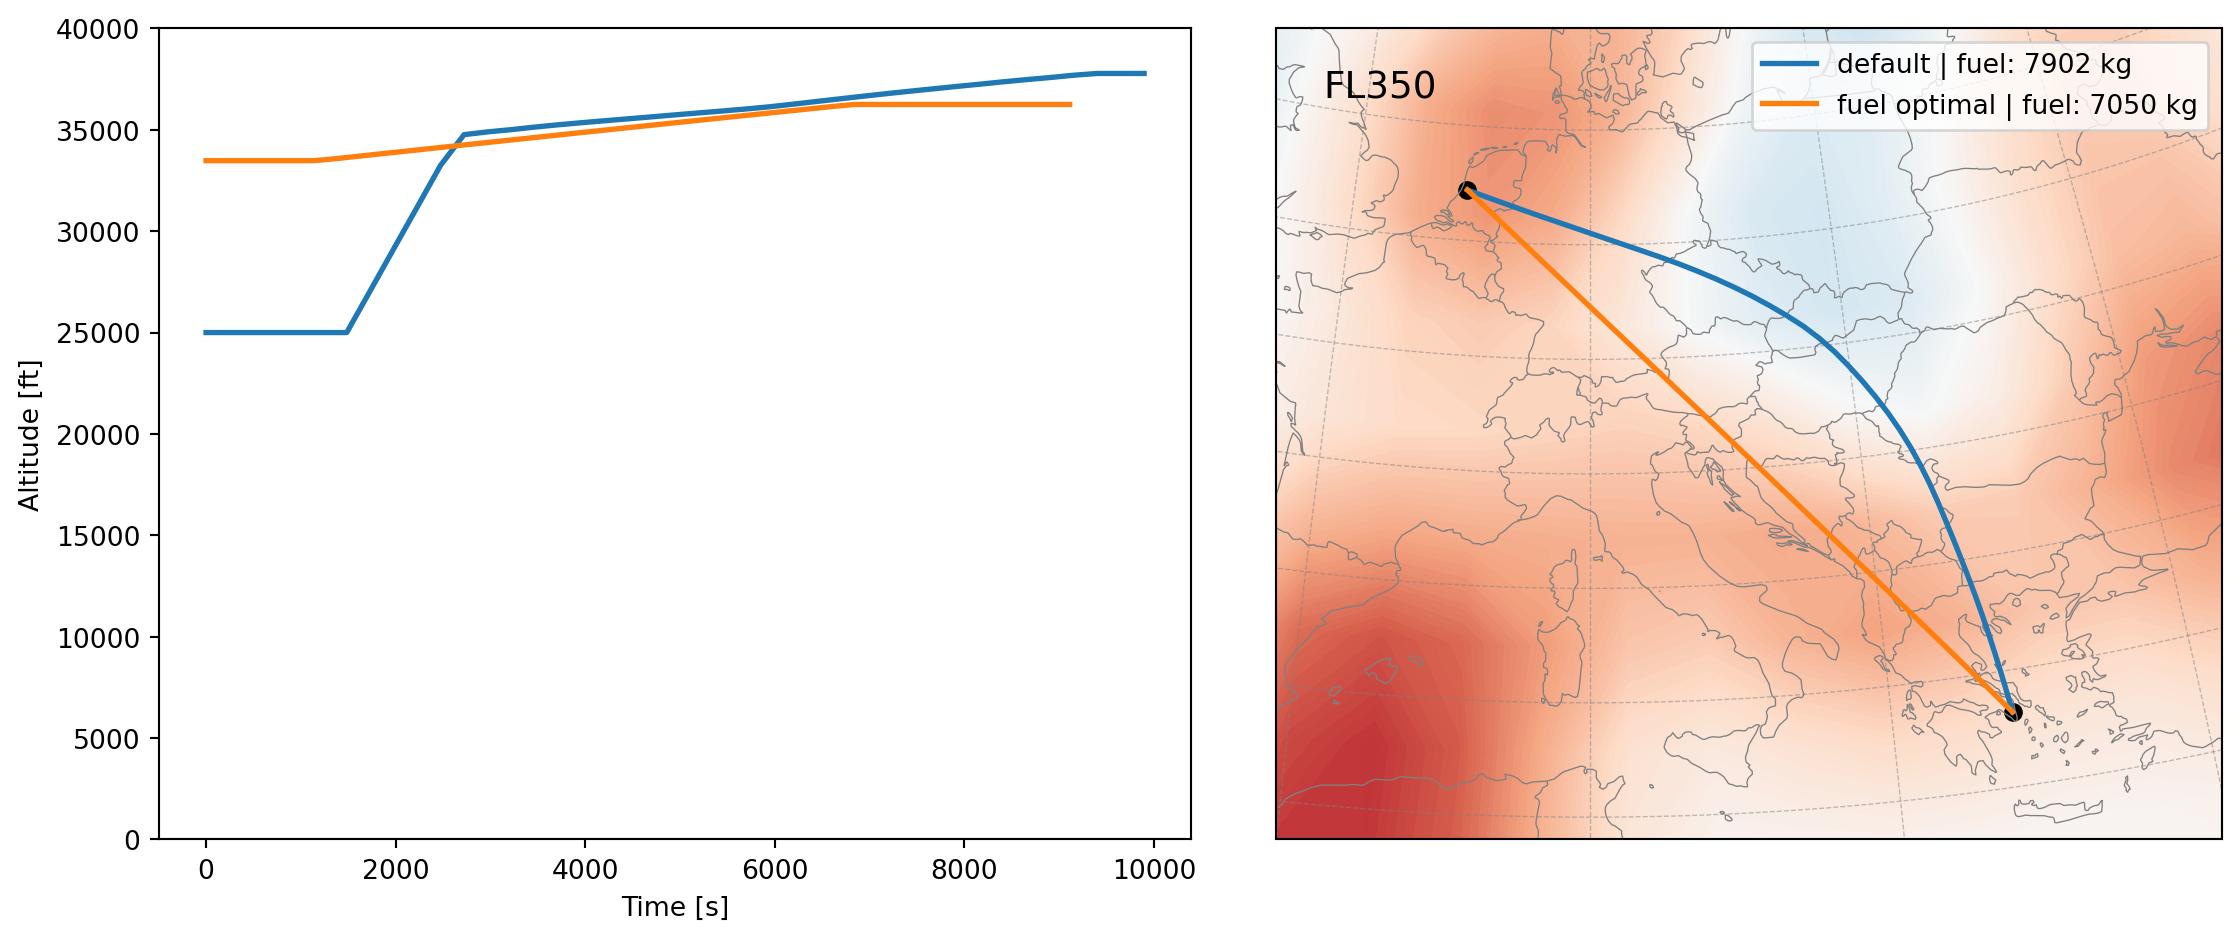 40000
35000
30000
25000
20000
15000
10000
5000
0
Altitude [ft]
0 2000 4000 6000 8000 10000
Time [s]
FL350
default | fuel: 7902 kg
fuel optimal | fuel: 7050 kg